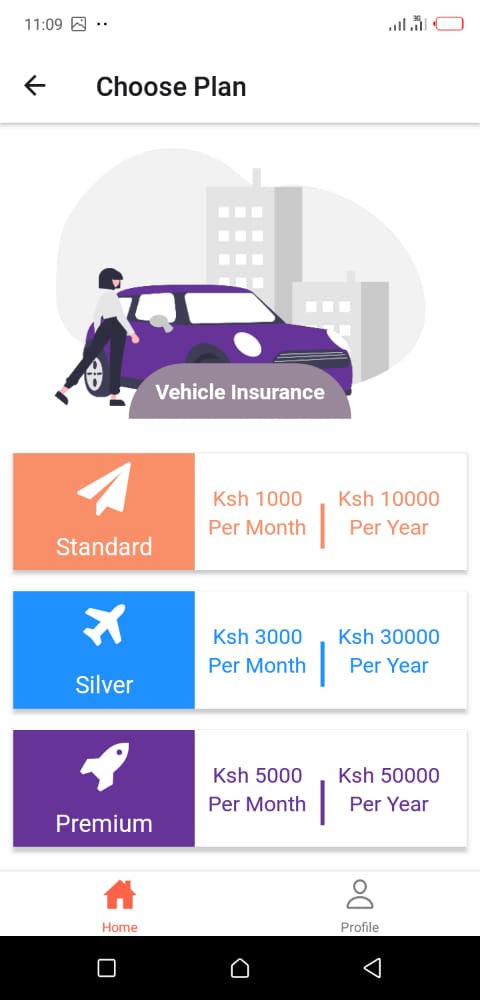 11:09
3G
Choose Plan
Vehicle Insurance
Standard
Ksh 1000
Per Month
Ksh 10000
Per Year
Silver
Ksh 3000
Per Month
Ksh 30000
Per Year
Premium
Ksh 5000
Per Month
Ksh 50000
Per Year
Home
Profile